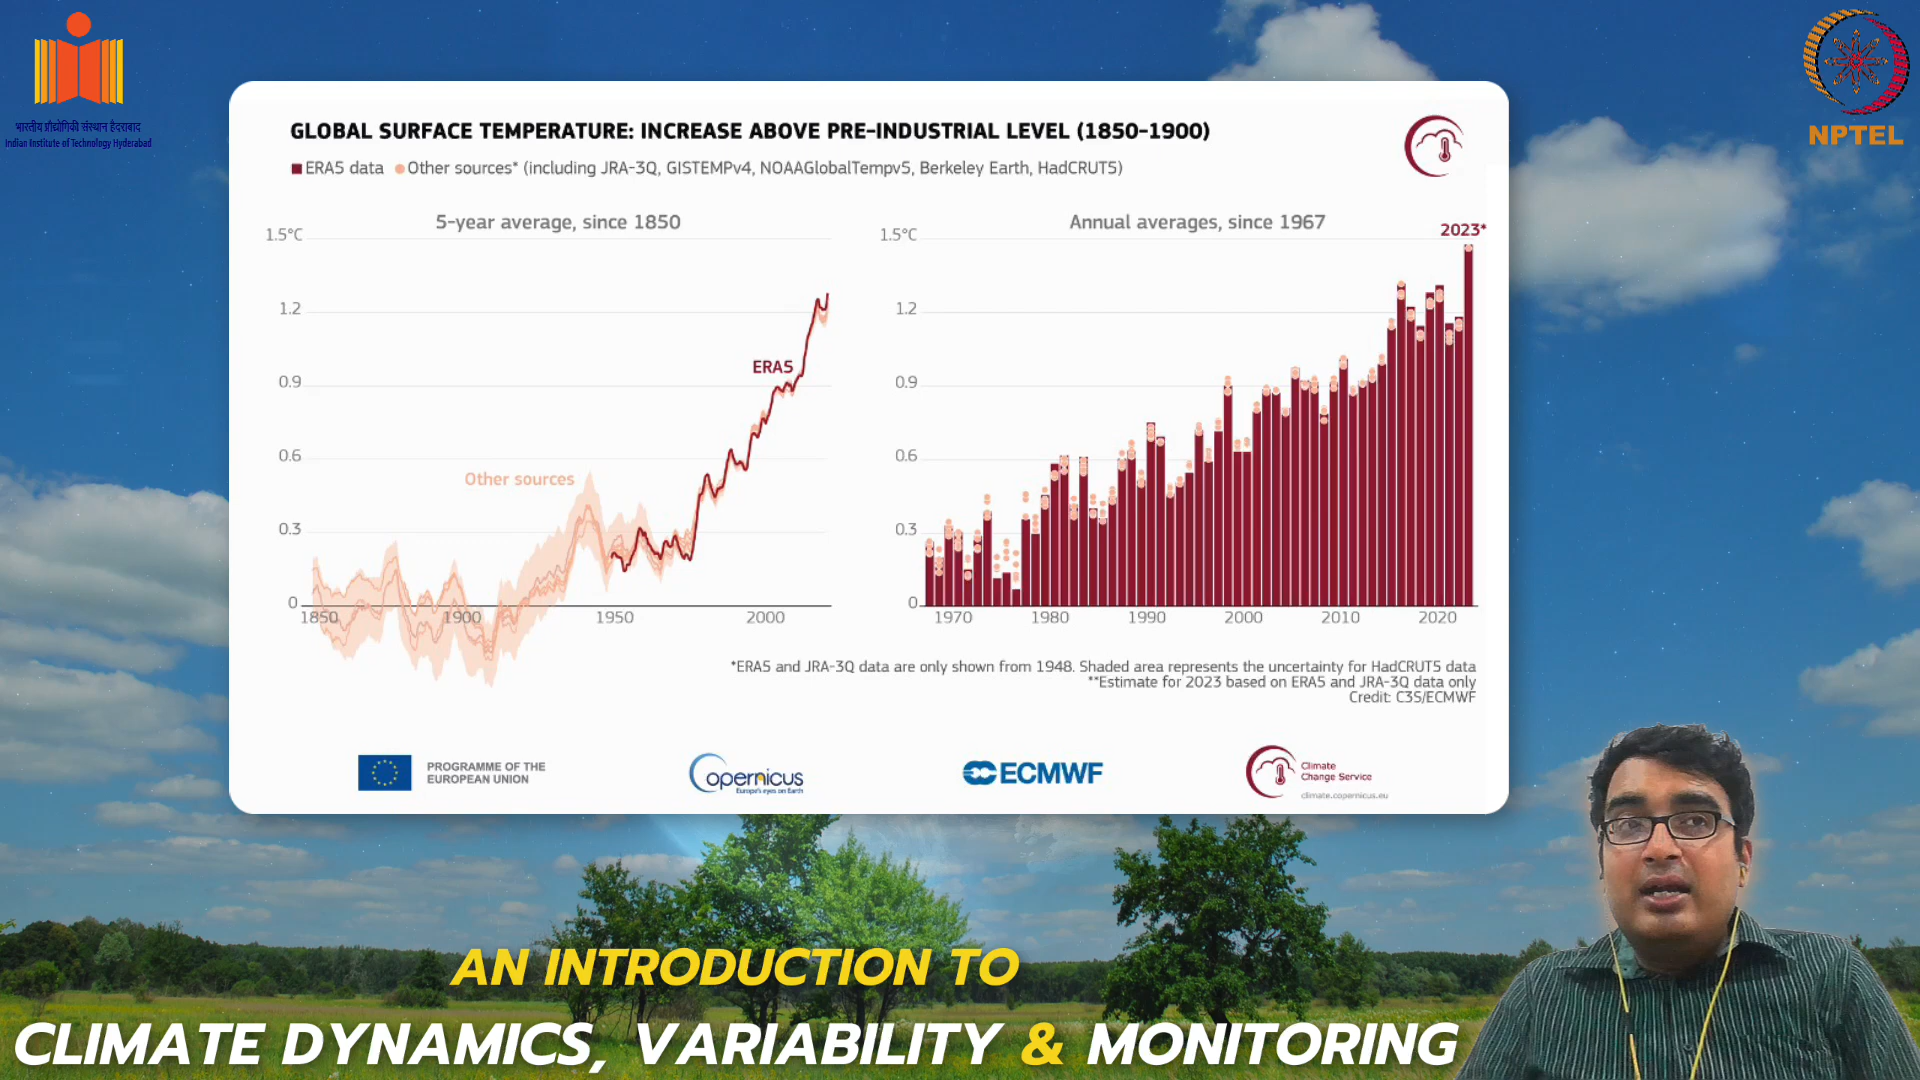 भारतीय प्रौद्योगिकी संस्थान हैदराबाद
Indian Institute of Technology Hyderabad
NPTEL
GLOBAL SURFACE TEMPERATURE: INCREASE ABOVE PRE-INDUSTRIAL LEVEL (1850-1900)
ERA5 data Other sources* (including JRA-3Q, GISTEMPv4, NOAAGlobalTempv5, Berkeley Earth, HadCRUT5)
5-year average, since 1850
1.5°C
1.2
0.9
0.6
0.3
0
ERA5
Other sources
1850 1900 1950 2000
Annual averages, since 1967
2023*
1.5°C
1.2
0.9
0.6
0.3
0
1970 1980 1990 2000 2010 2020
*ERA5 and JRA-3Q data are only shown from 1948. Shaded area represents the uncertainty for HadCRUT5 data
**Estimate for 2023 based on ERA5 and JRA-3Q data only
Credit: C3S/ECMWF
PROGRAMME OF THE
EUROPEAN UNION
Copernicus
Europe's eyes on Earth
ECMWF
Climate
Change Service
climate.copernicus.eu
AN INTRODUCTION TO
CLIMATE DYNAMICS, VARIABILITY & MONITORING